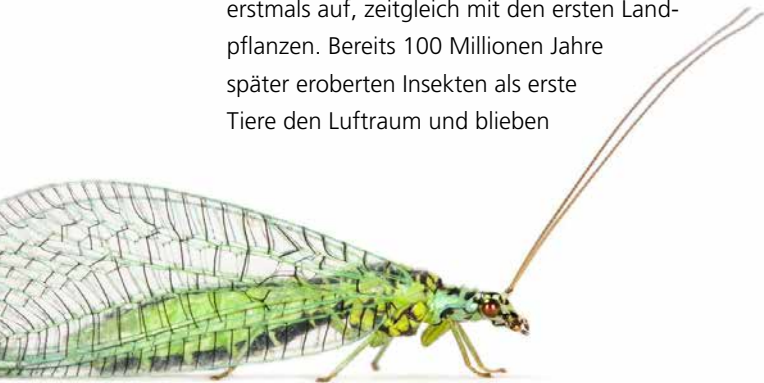 erstmals auf, zeitgleich mit den ersten Land-
pflanzen. Bereits 100 Millionen Jahre
später eroberten Insekten als erste
Tiere den Luftraum und blieben